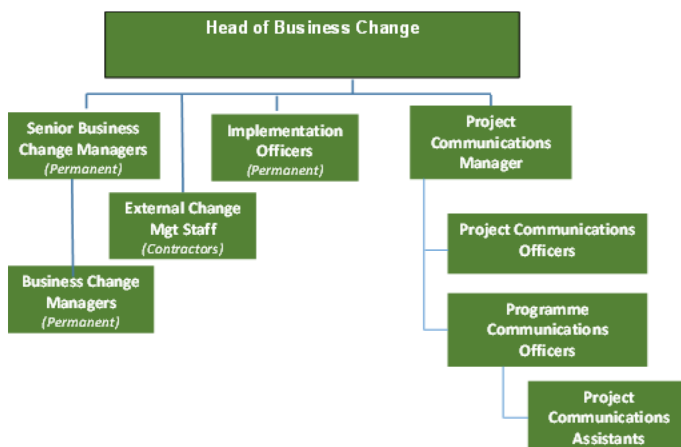 Head of Business Change
Senior Business
Change Managers
(Permanent)
Implementation
Officers
(Permanent)
Project
Communications
Manager
External Change
Mgt Staff
(Contractors)
Project Communications
Officers
Business Change
Managers
(Permanent)
Programme
Communications
Officers
Project
Communications
Assistants